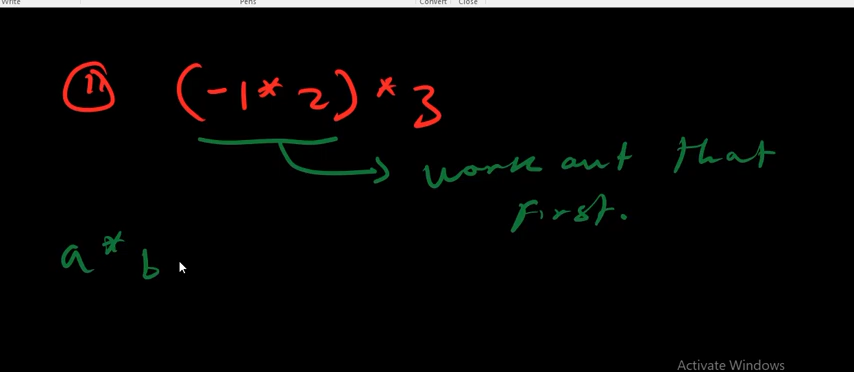 Write Pens Convert Close
(11) (-1 * 2) * 3
work out that
first.
a * b
Activate Windows